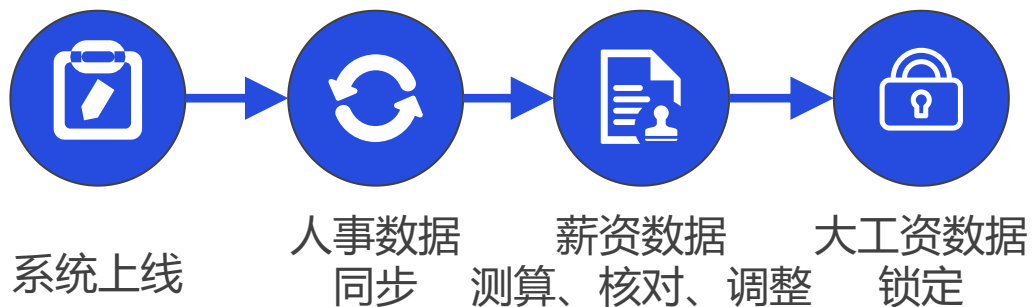 系统上线
人事数据
同步
薪资数据
测算、核对、调整
大工资数据
锁定